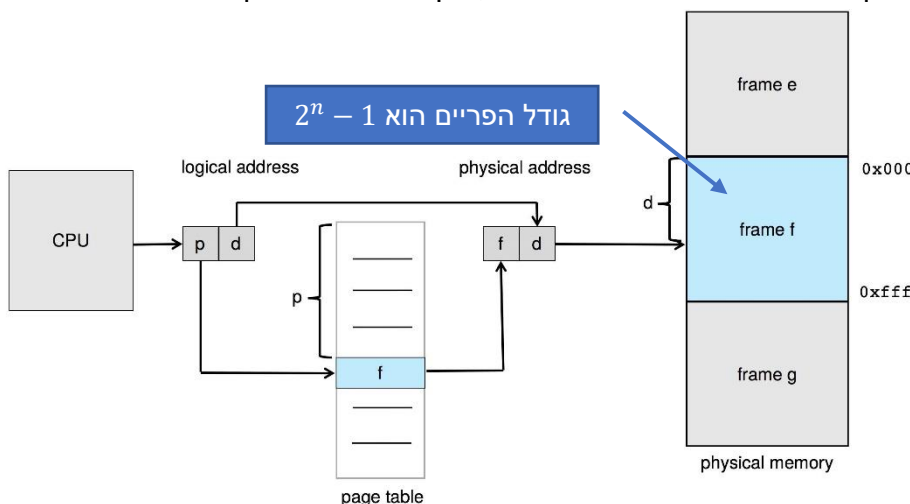 frame e
גודל הפריים הוא 2^n − 1
logical address
physical address
0x000
d
CPU
p d
f d
frame f
p
0xfff
f
frame g
physical memory
page table